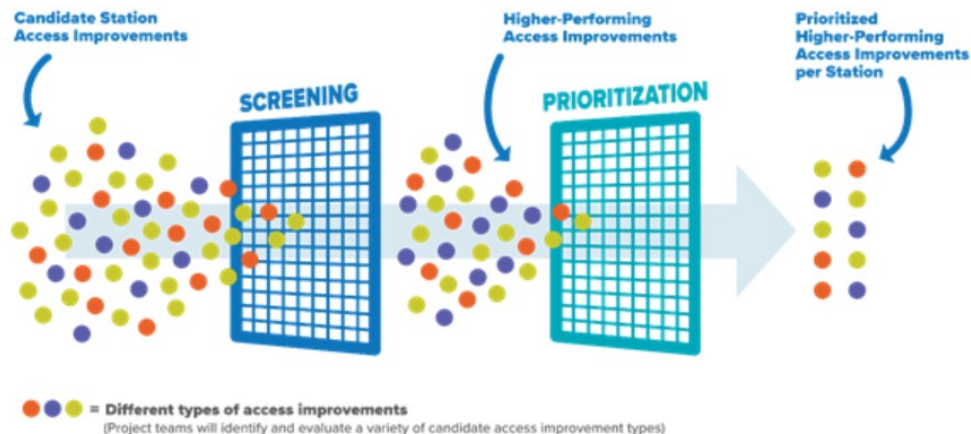 Candidate Station
Access Improvements
Higher-Performing
Access Improvements
Prioritized
Higher-Performing
Access Improvements
per Station
SCREENING
PRIORITIZATION
= Different types of access improvements
(Project teams will identify and evaluate a variety of candidate access improvement types)